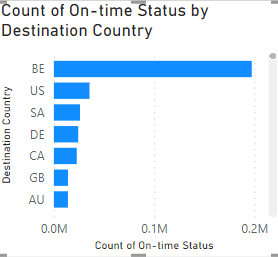 Count of On-time Status by
Destination Country
Destination Country
BE
US
SA
DE
CA
GB
AU
0.0M 0.1M 0.2M
Count of On-time Status